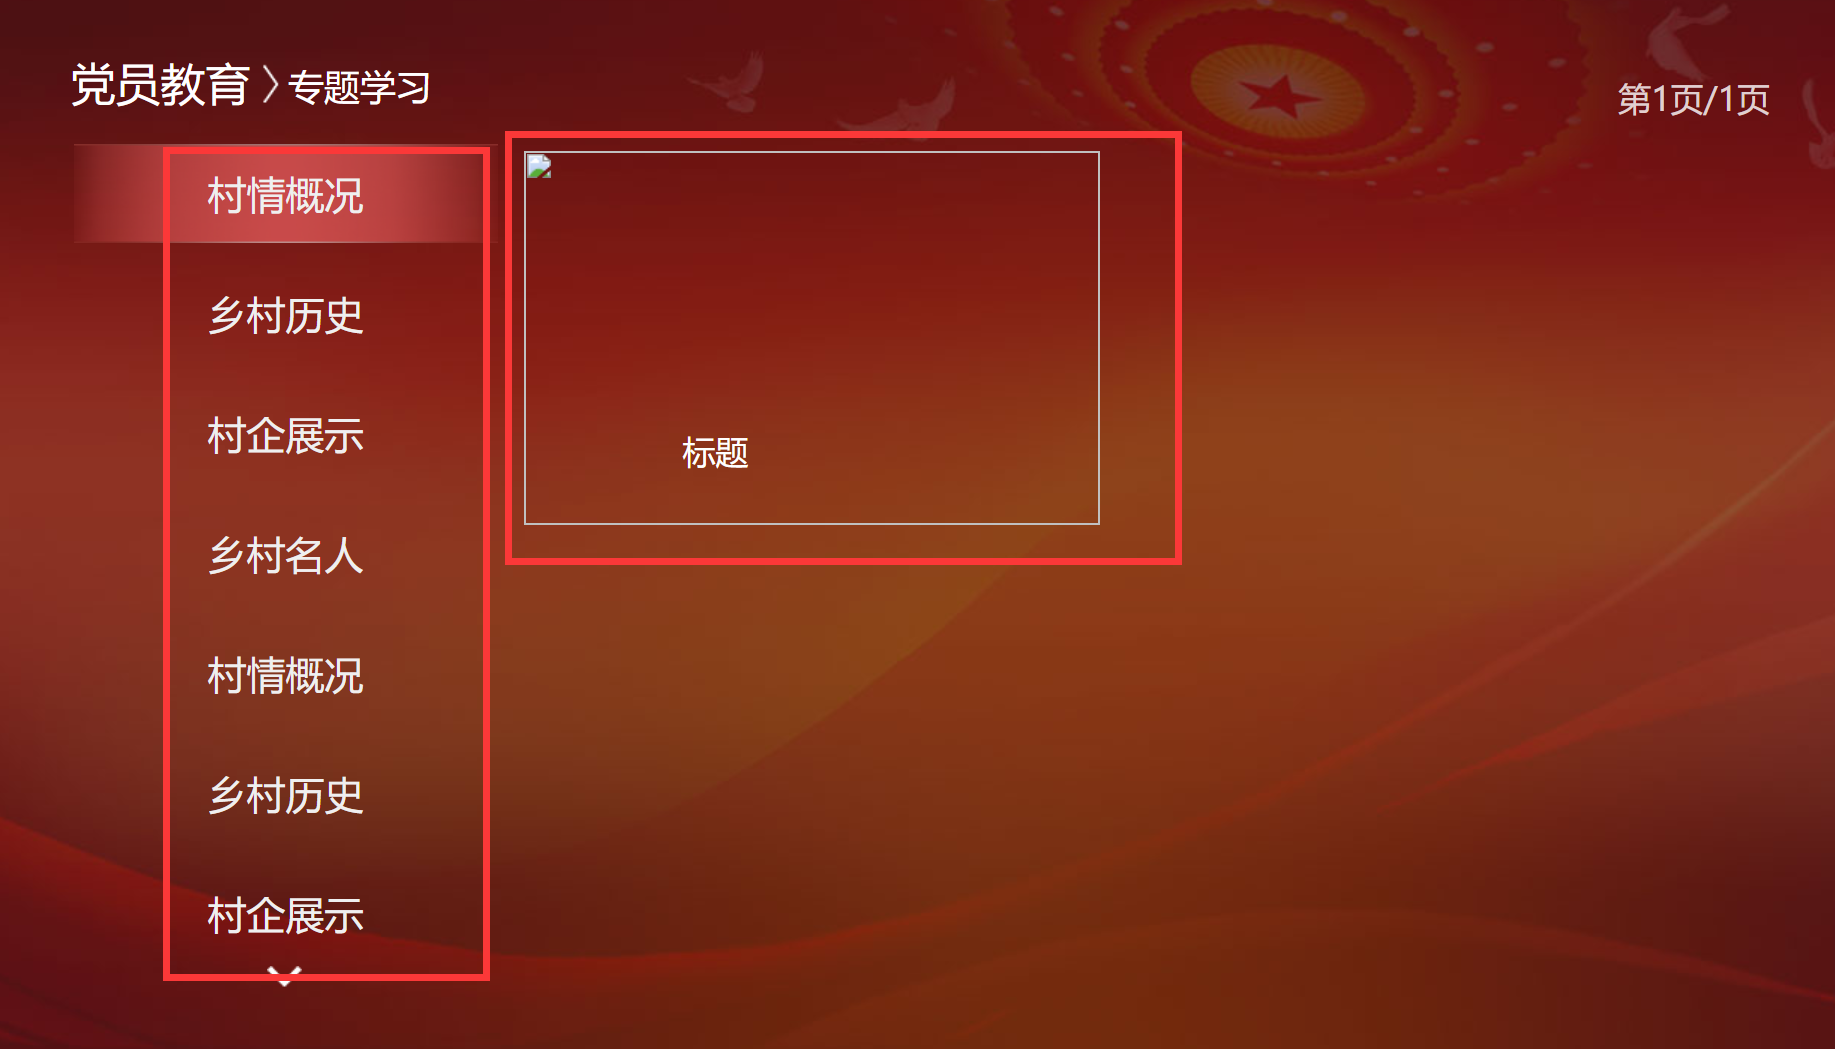 党员教育 〉专题学习
第1页/1页
村情概况
乡村历史
村企展示
乡村名人
村情概况
乡村历史
村企展示
标题